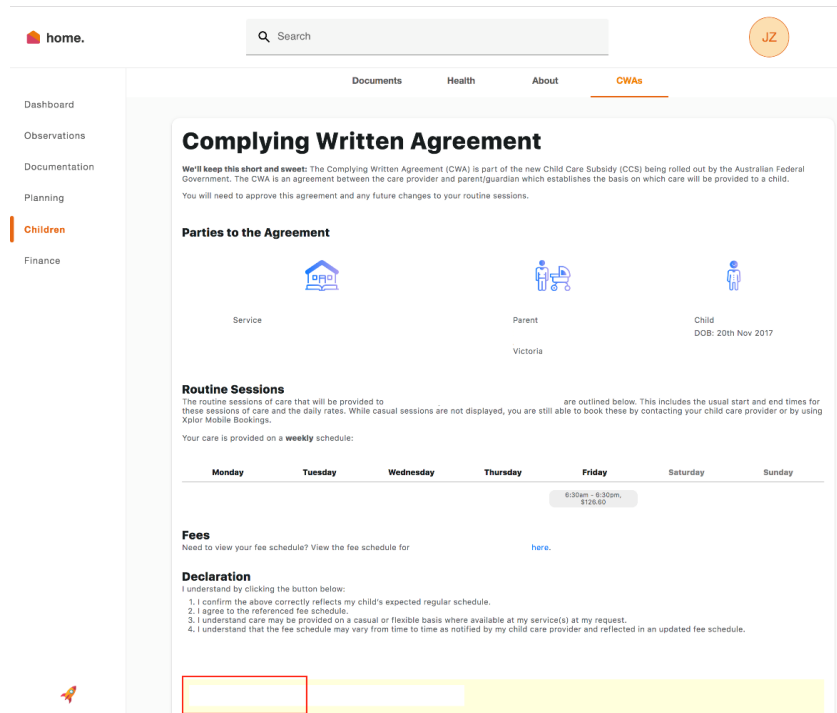 home.
Search
JZ
Documents Health About CWAs
Dashboard
Observations
Documentation
Planning
Children
Finance
Complying Written Agreement
We'll keep this short and sweet: The Complying Written Agreement (CWA) is part of the new Child Care Subsidy (CCS) being rolled out by the Australian Federal
Government. The CWA is an agreement between the care provider and parent/guardian which establishes the basis on which care will be provided to a child.
You will need to approve this agreement and any future changes to your routine sessions.
Parties to the Agreement
Service Parent Child
DOB: 20th Nov 2017
Victoria
Routine Sessions
The routine sessions of care that will be provided to are outlined below. This includes the usual start and end times for
these sessions of care and the daily rates. While casual sessions are not displayed, you are still able to book these by contacting your child care provider or by using
Xplor Mobile Bookings.
Your care is provided on a weekly schedule:
Monday Tuesday Wednesday Thursday Friday Saturday Sunday
6:30am - 6:30pm,
$126.60
Fees
Need to view your fee schedule? View the fee schedule for here.
Declaration
I understand by clicking the button below:
1. I confirm the above correctly reflects my child's expected regular schedule.
2. I agree to the referenced fee schedule.
3. I understand care may be provided on a casual or flexible basis where available at my service(s) at my request.
4. I understand that the fee schedule may vary from time to time as notified by my child care provider and reflected in an updated fee schedule.